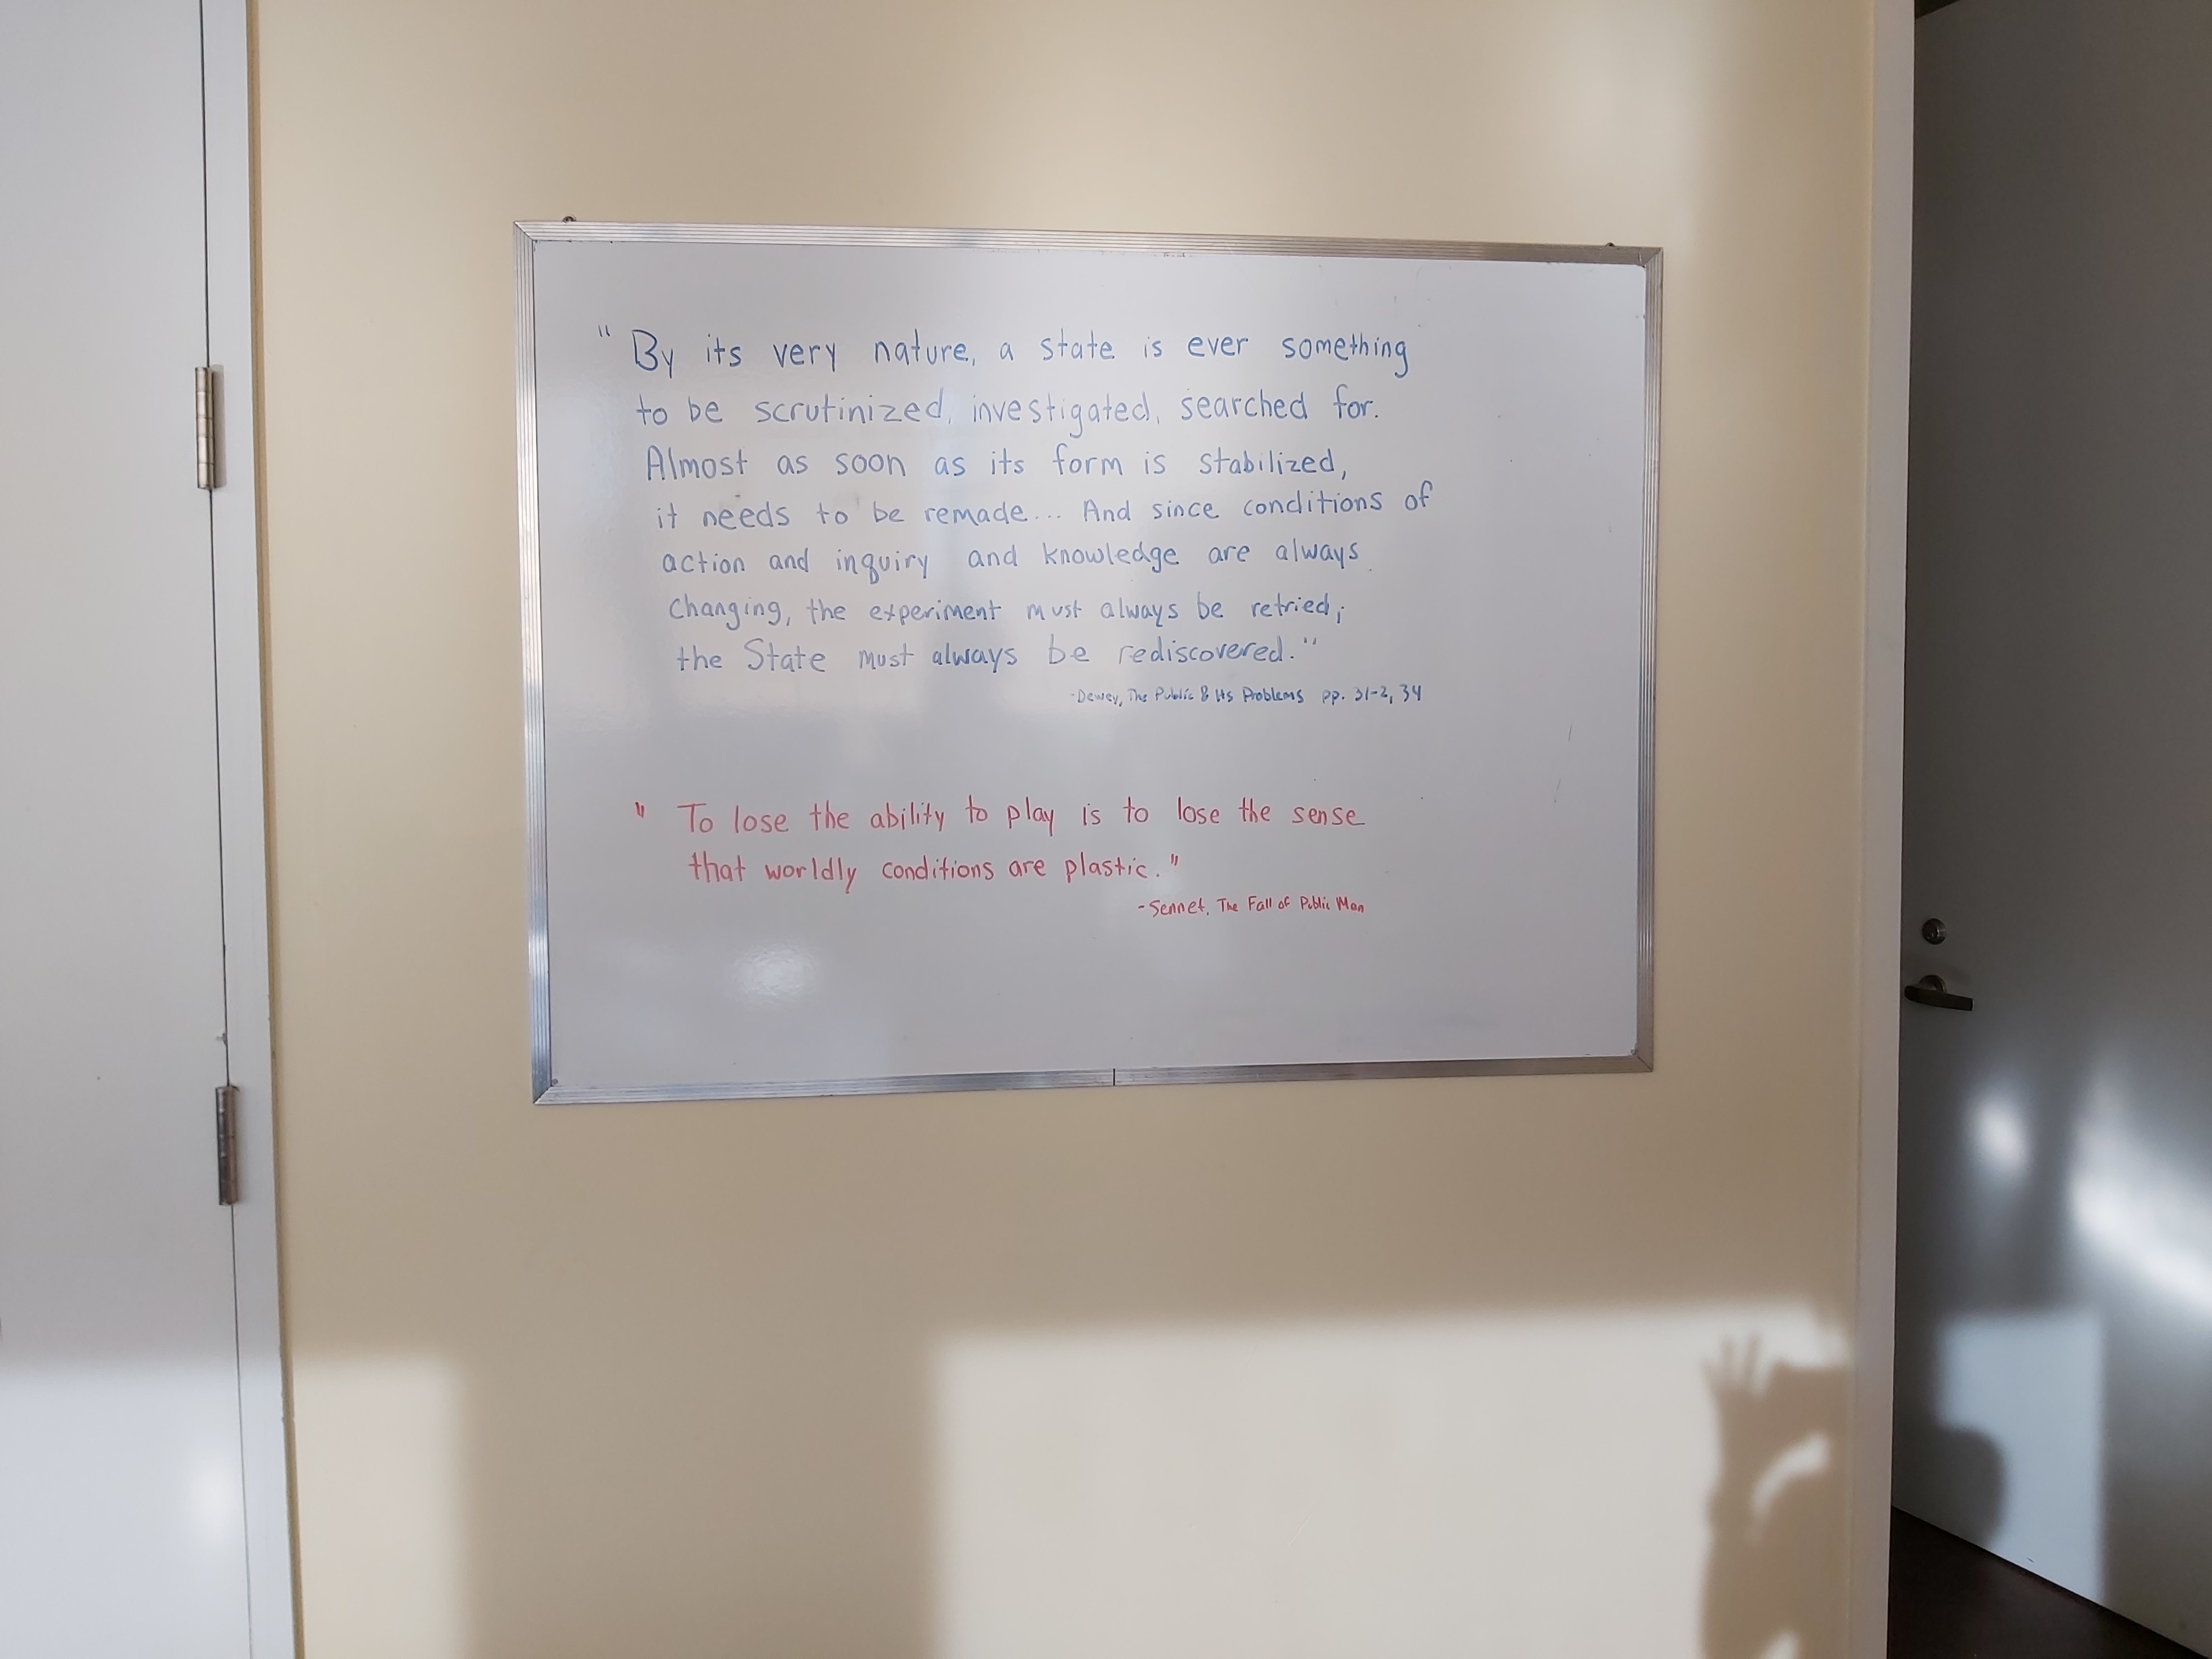 "By its very nature, a state is ever something
to be scrutinized, investigated, searched for.
Almost as soon as its form is stabilized,
it needs to be remade... And since conditions of
action and inquiry and knowledge are always
changing, the experiment must always be retried;
the State must always be rediscovered."
-Dewey, The Public & Its Problems pp. 31-2, 34
"To lose the ability to play is to lose the sense
that worldly conditions are plastic."
-Sennet, The Fall of Public Man